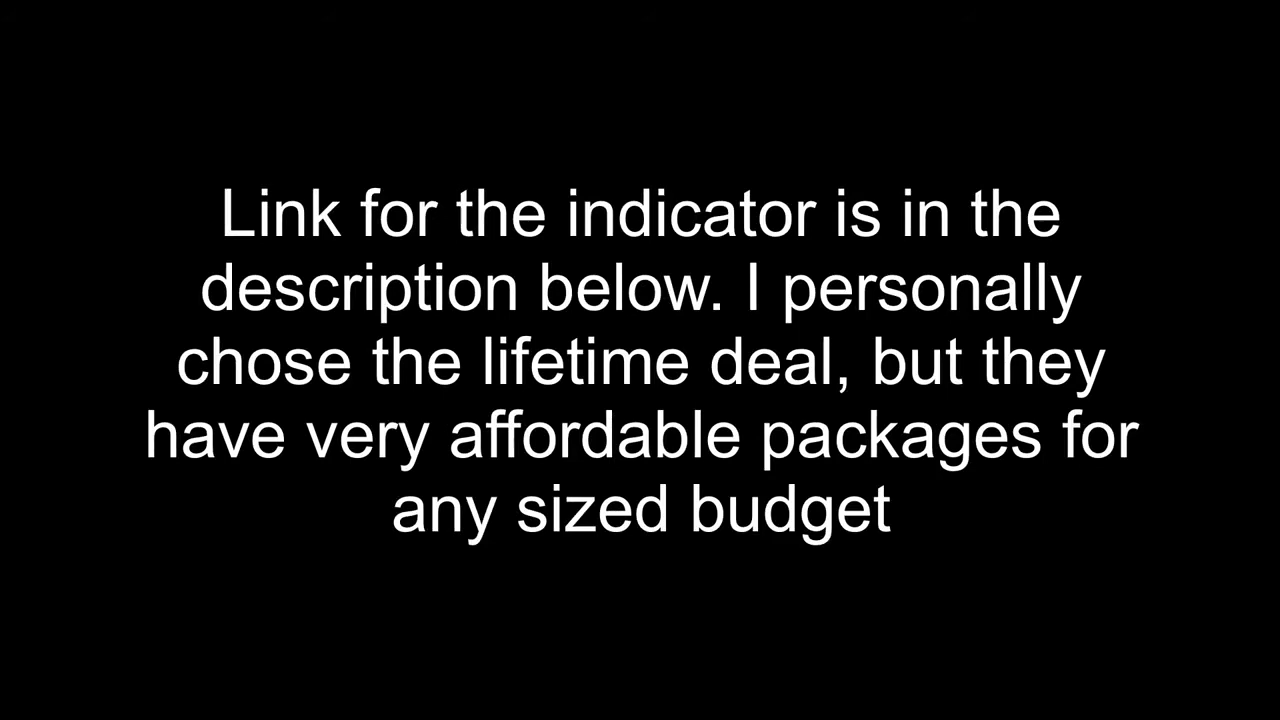 Link for the indicator is in the
description below. I personally
chose the lifetime deal, but they
have very affordable packages for
any sized budget